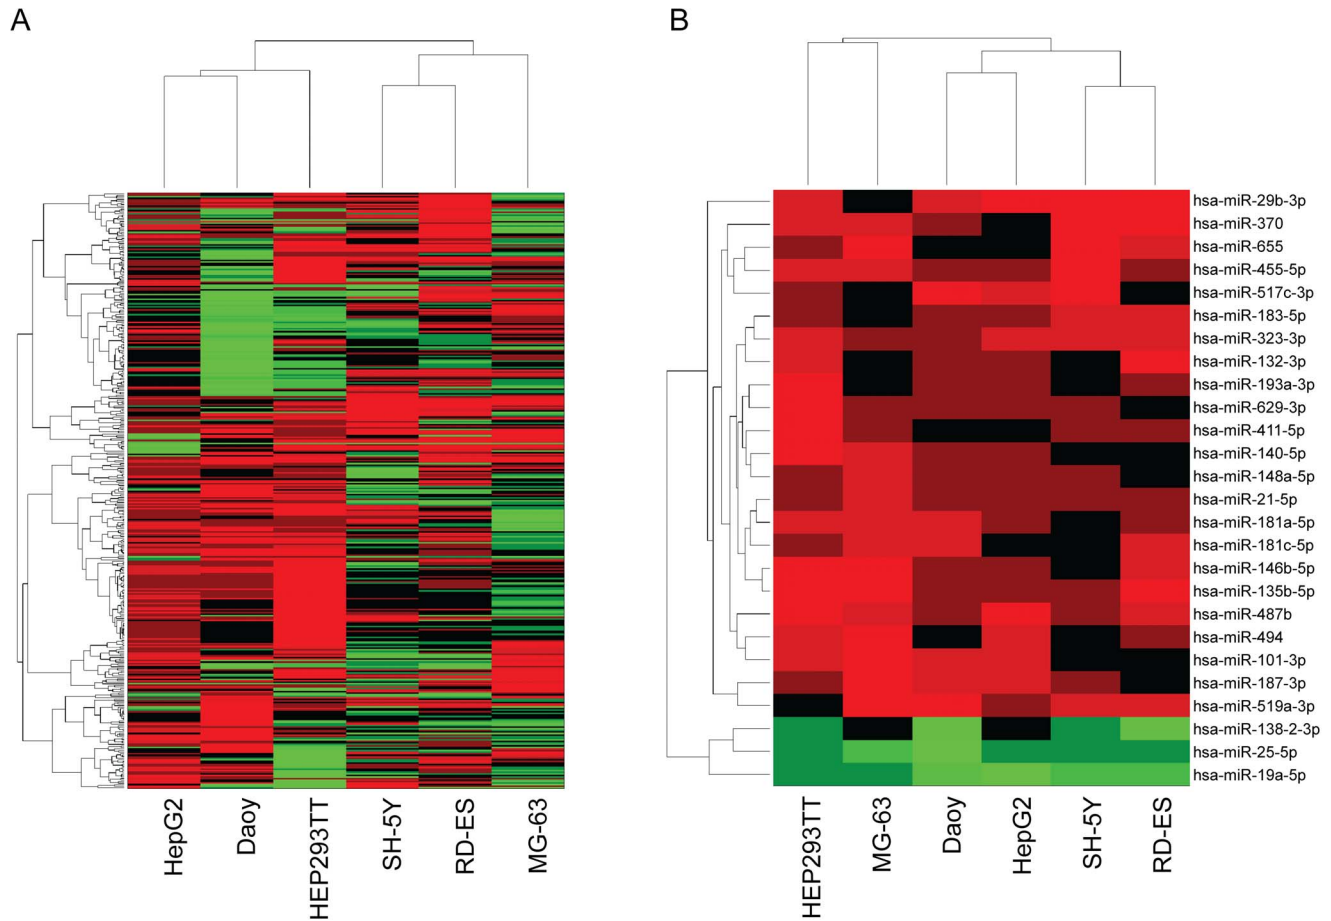 A
B
hsa-miR-29b-3p
hsa-miR-370
hsa-miR-655
hsa-miR-455-5p
hsa-miR-517c-3p
hsa-miR-183-5p
hsa-miR-323-3p
hsa-miR-132-3p
hsa-miR-193a-3p
hsa-miR-629-3p
hsa-miR-411-5p
hsa-miR-140-5p
hsa-miR-148a-5p
hsa-miR-21-5p
hsa-miR-181a-5p
hsa-miR-181c-5p
hsa-miR-146b-5p
hsa-miR-135b-5p
hsa-miR-487b
hsa-miR-494
hsa-miR-101-3p
hsa-miR-187-3p
hsa-miR-519a-3p
hsa-miR-138-2-3p
hsa-miR-25-5p
hsa-miR-19a-5p
HepG2
Daoy
HEP293TT
SH-5Y
RD-ES
MG-63
HEP293TT
MG-63
Daoy
HepG2
SH-5Y
RD-ES